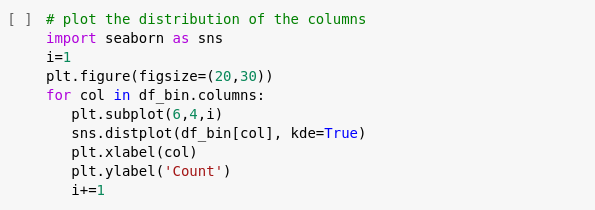 [ ] # plot the distribution of the columns
import seaborn as sns
i=1
plt.figure(figsize=(20,30))
for col in df_bin.columns:
   plt.subplot(6,4,i)
   sns.distplot(df_bin[col], kde=True)
   plt.xlabel(col)
   plt.ylabel('Count')
   i+=1